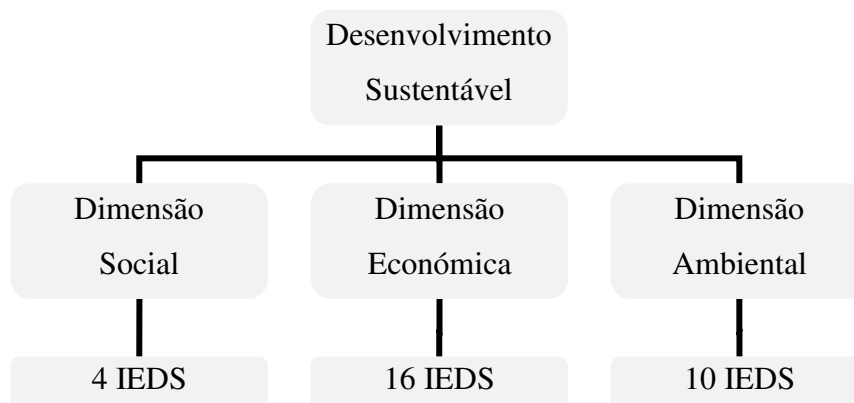 Desenvolvimento
Sustentável
Dimensão
Social
Dimensão
Económica
Dimensão
Ambiental
4 IEDS
16 IEDS
10 IEDS